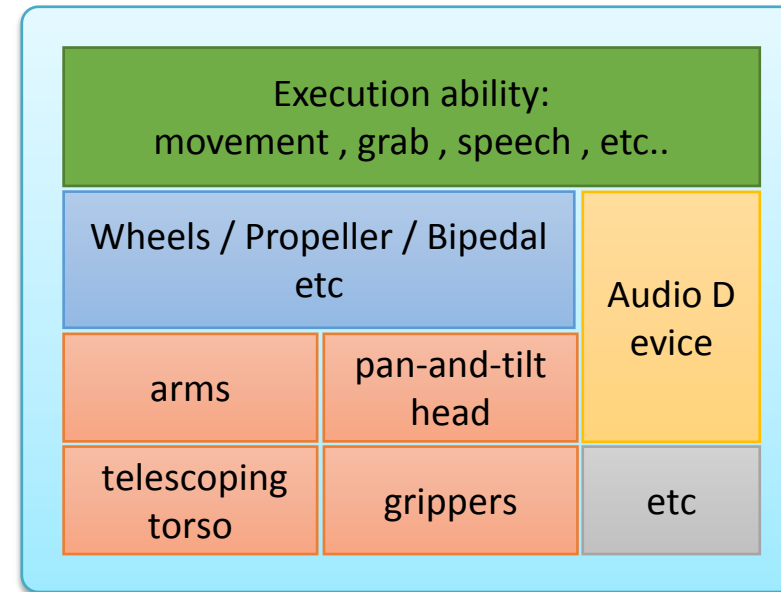 Execution ability:
movement , grab , speech , etc..
Wheels / Propeller / Bipedal
etc
Audio D
evice
arms
pan-and-tilt
head
telescoping
torso
grippers
etc